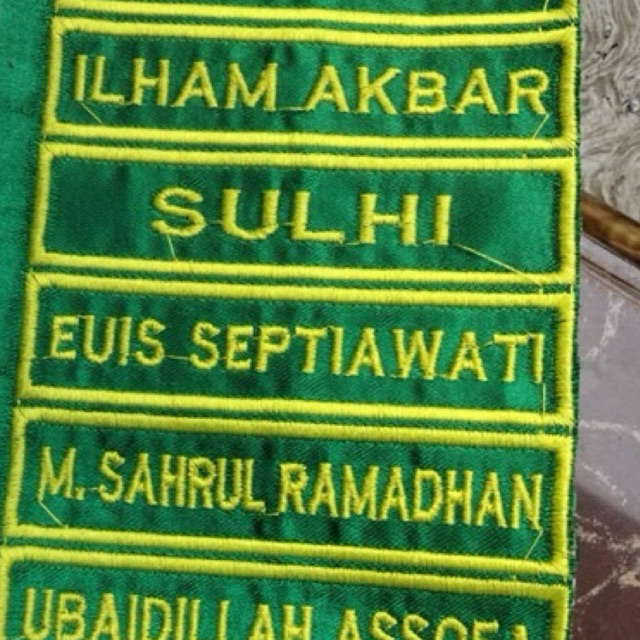 ILHAM AKBAR
SULHI
EUIS SEPTIAWATI
M. SAHRUL RAMADHAN
UBAIDILLAH